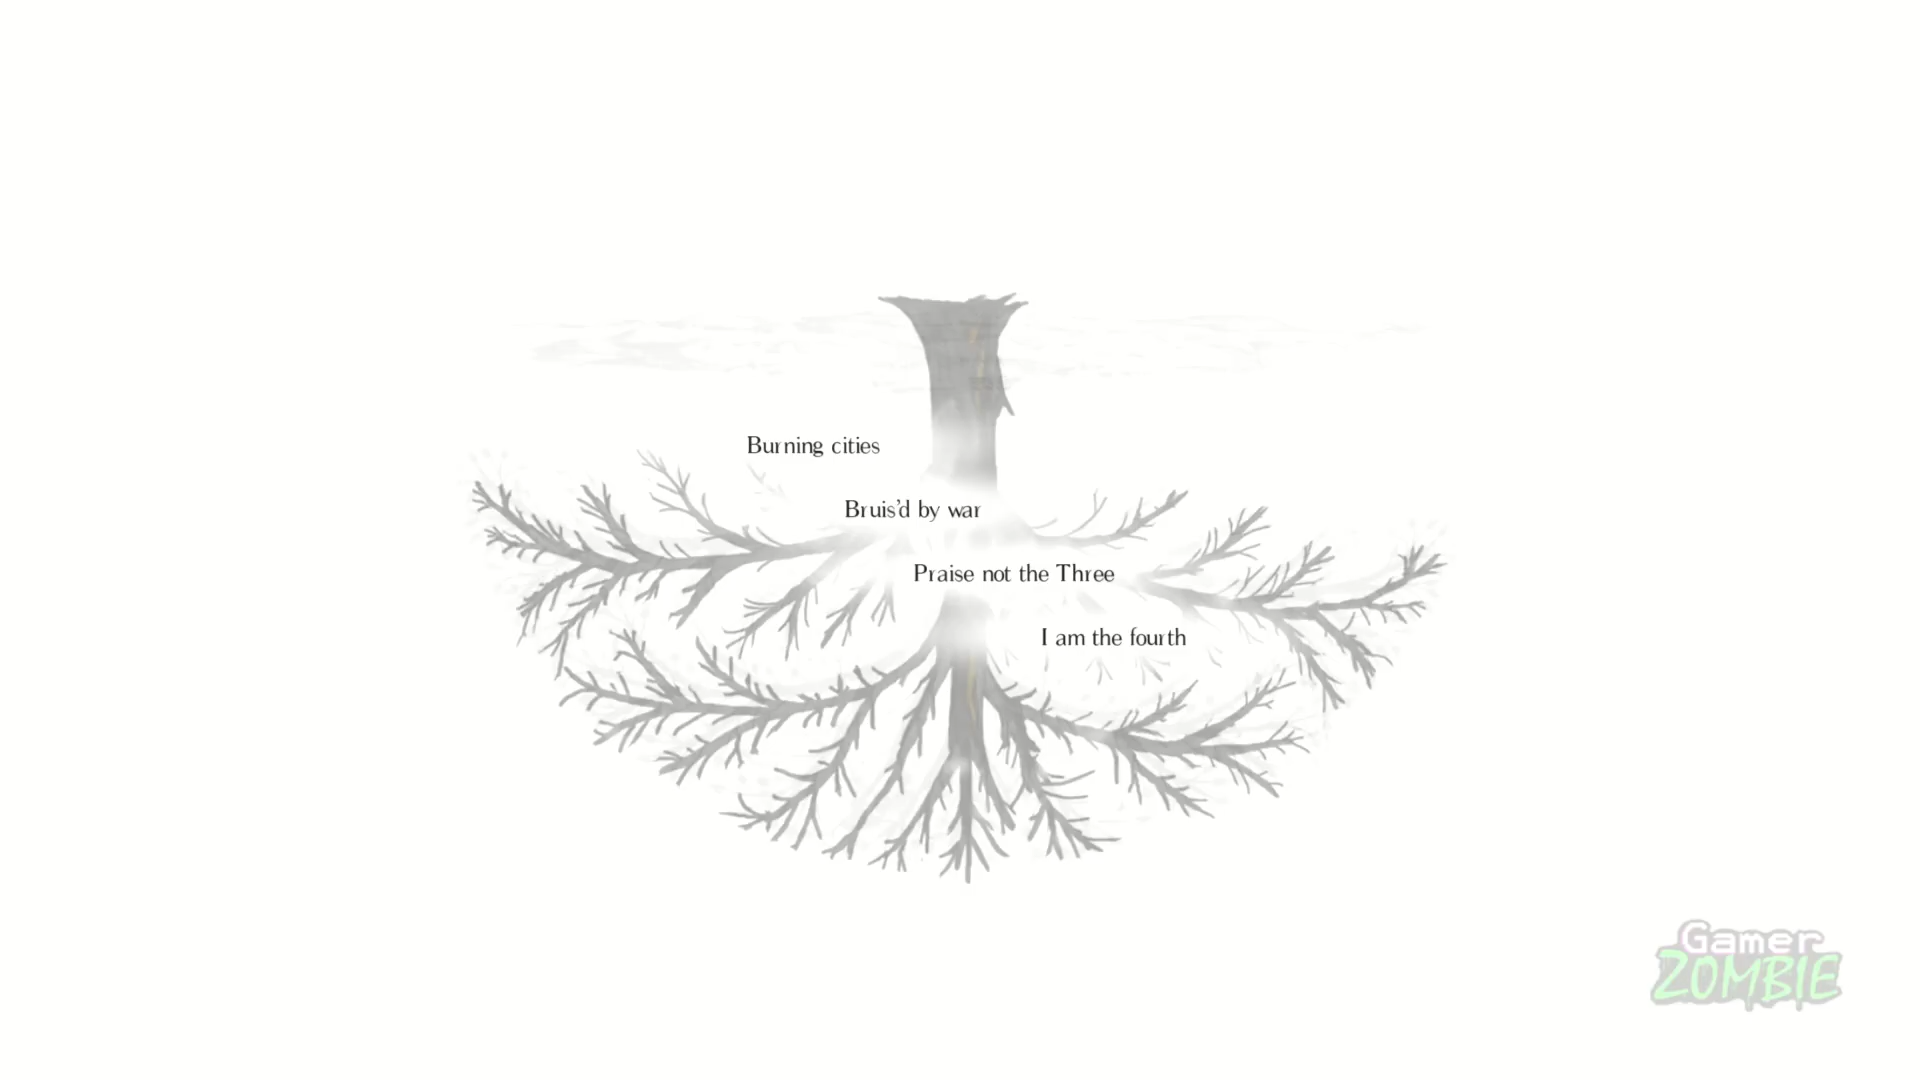 Burning cities
Bruis'd by war
Praise not the Three
I am the fourth
Gamer
ZOMBIE